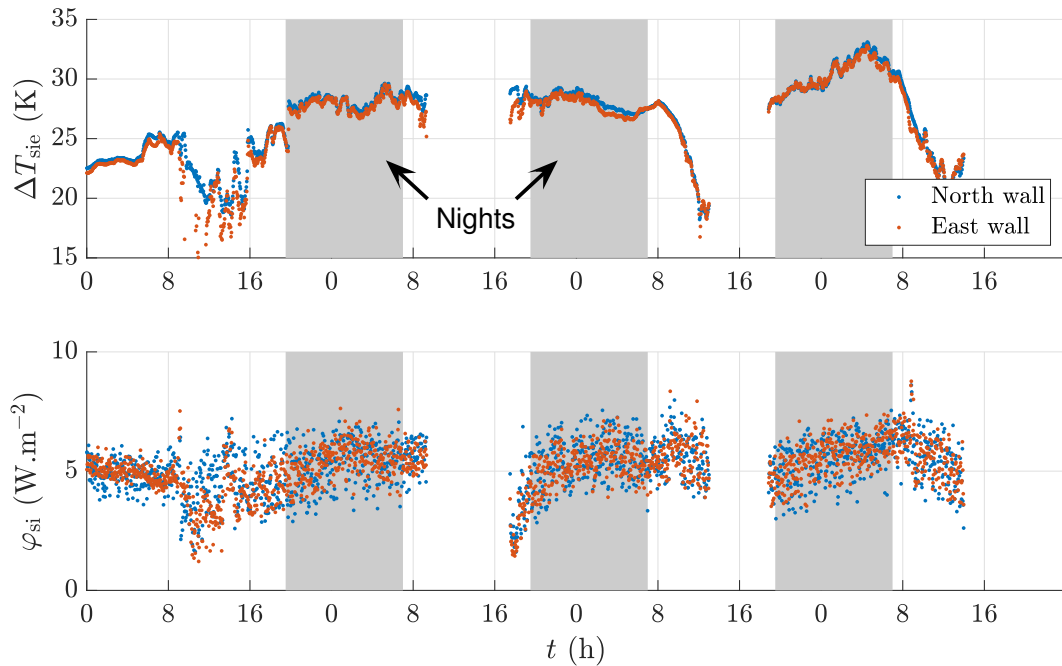 35
30
25
20
15
ΔT_sie (K)
Nights
North wall
East wall
0 8 16 0 8 16 0 8 16 0 8 16
10
5
0
φ_si (W.m⁻²)
0 8 16 0 8 16 0 8 16 0 8 16
t (h)